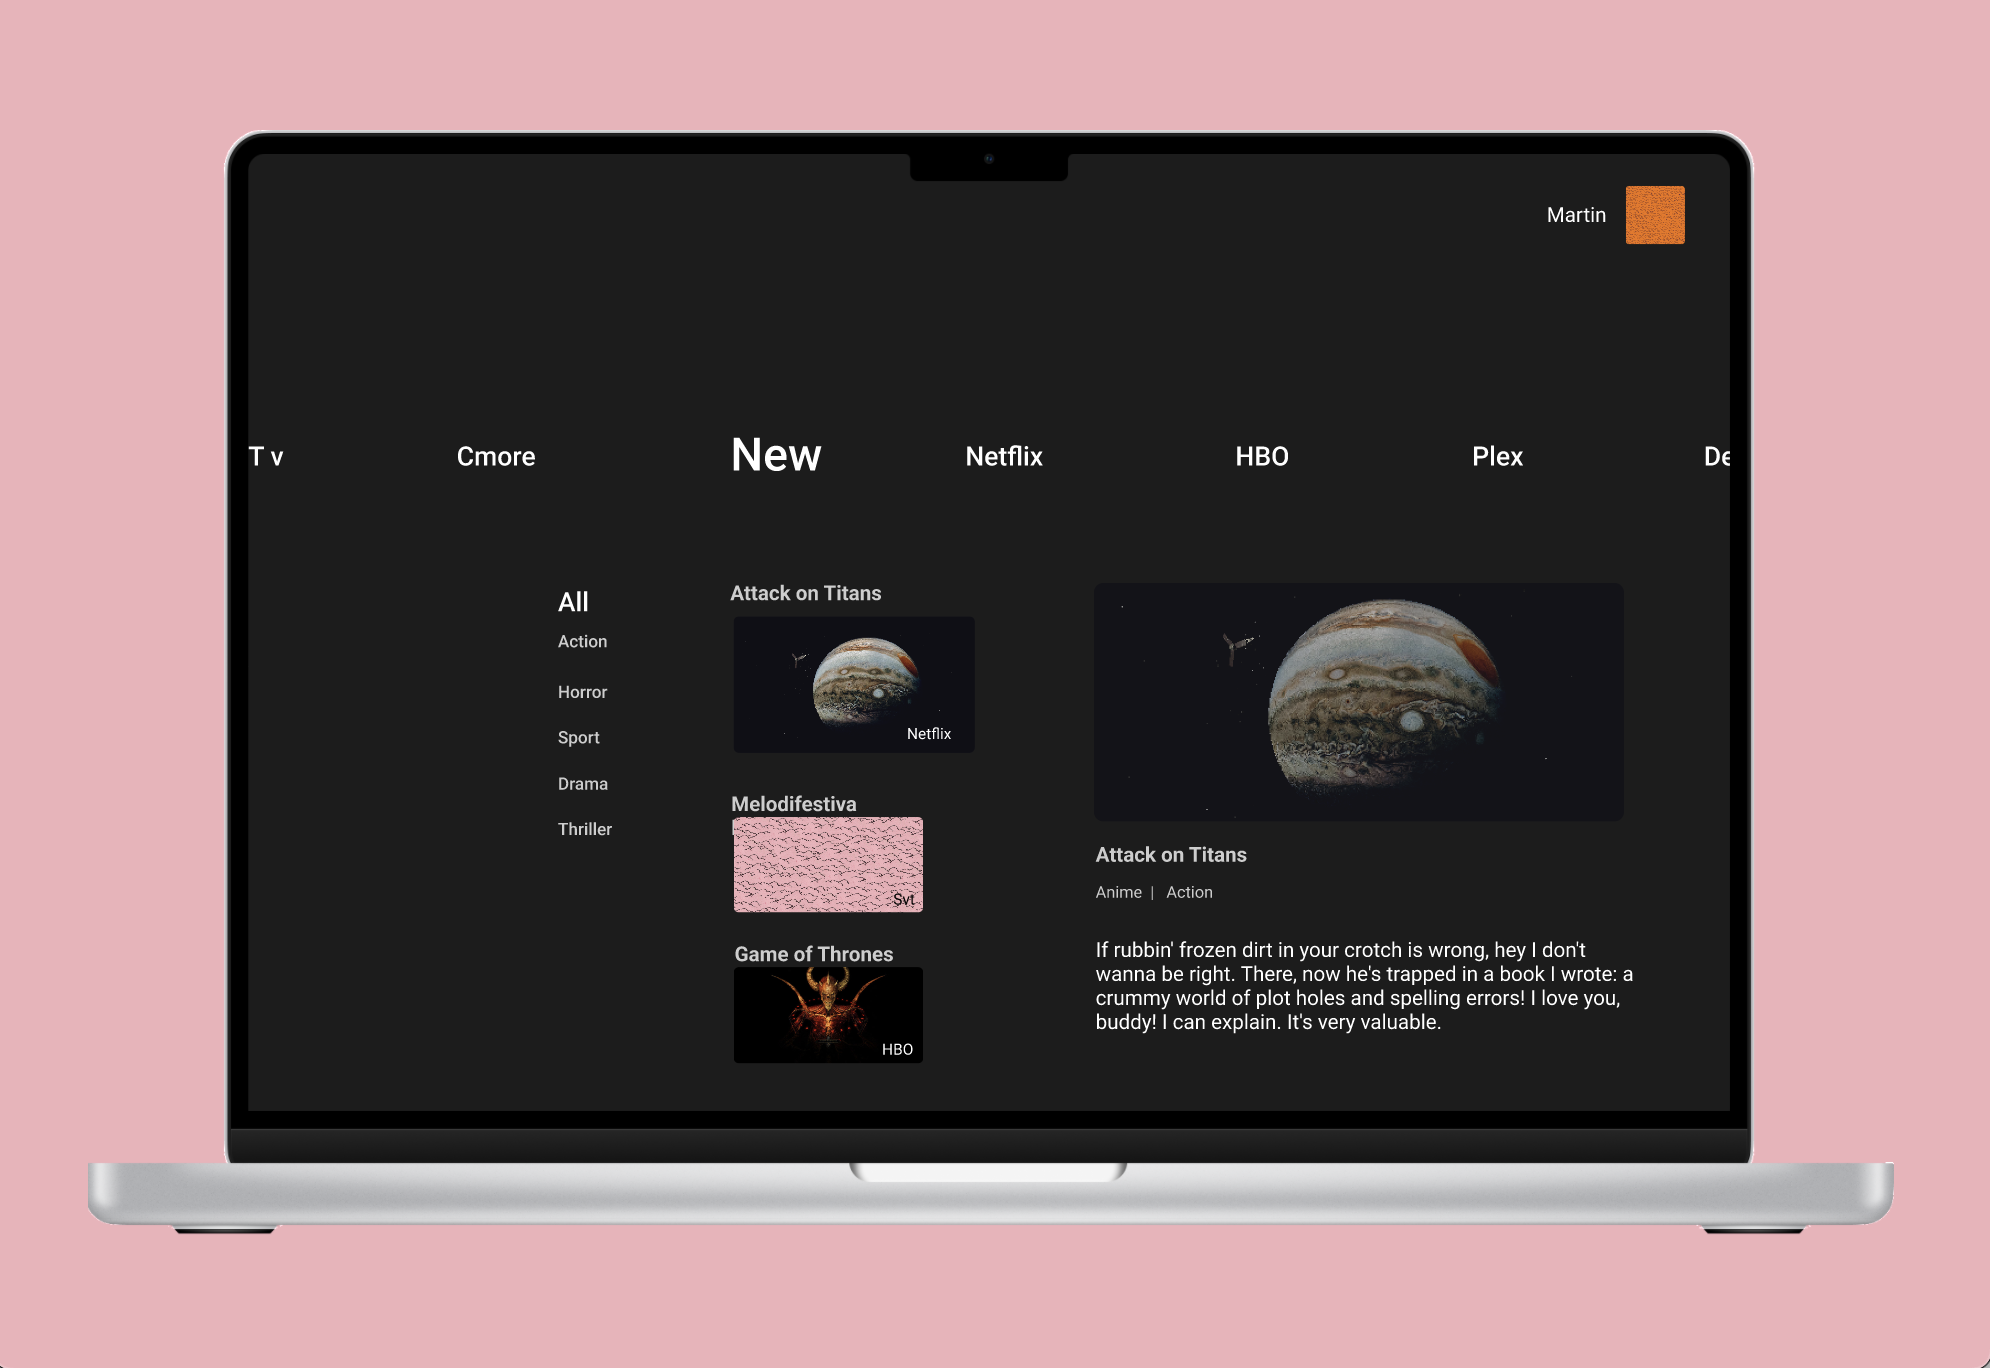 Martin
T v Cmore New Netflix HBO Plex De
All
Action
Horror
Sport
Drama
Thriller
Attack on Titans
Netflix
Melodifestiva
Svt
Game of Thrones
HBO
Attack on Titans
Anime | Action
If rubbin' frozen dirt in your crotch is wrong, hey I don't
wanna be right. There, now he's trapped in a book I wrote: a
crummy world of plot holes and spelling errors! I love you,
buddy! I can explain. It's very valuable.